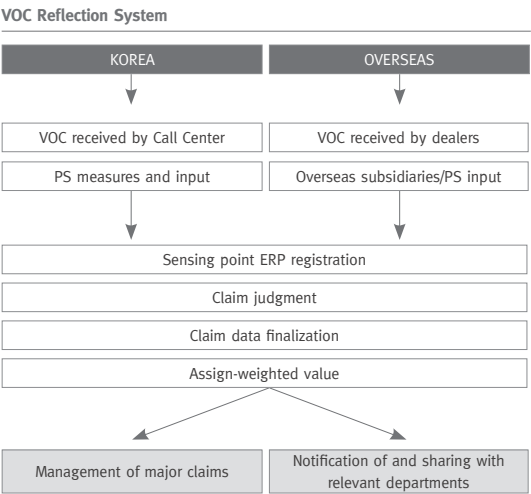 VOC Reflection System
KOREA
OVERSEAS
VOC received by Call Center
VOC received by dealers
PS measures and input
Overseas subsidiaries/PS input
Sensing point ERP registration
Claim judgment
Claim data finalization
Assign-weighted value
Management of major claims
Notification of and sharing with
relevant departments